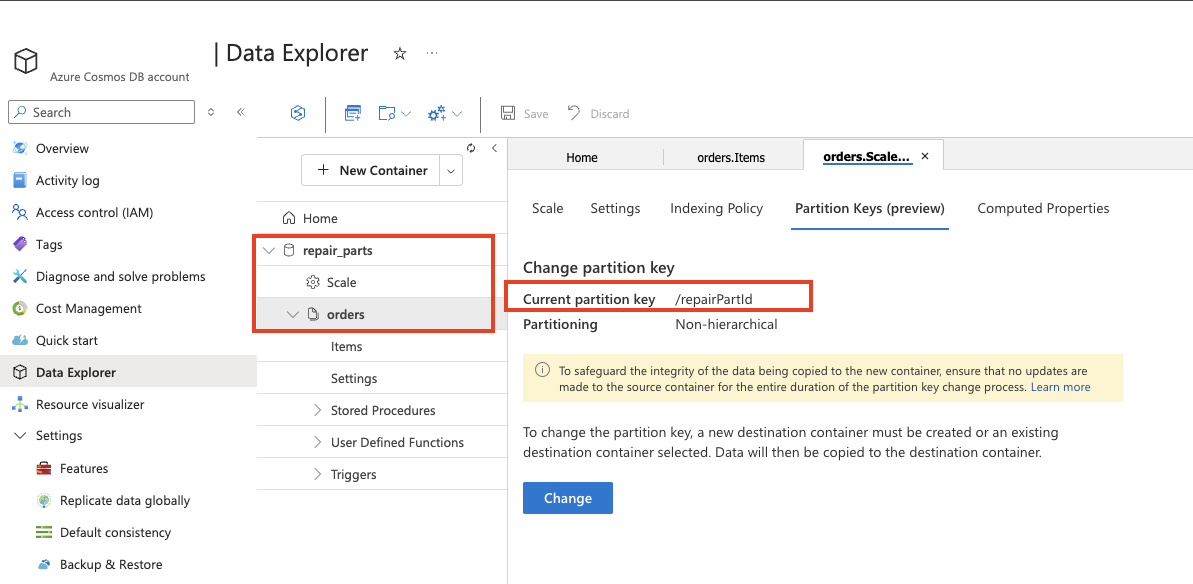 | Data Explorer
Azure Cosmos DB account
Search
Overview
Activity log
Access control (IAM)
Tags
Diagnose and solve problems
Cost Management
Quick start
Data Explorer
Resource visualizer
Settings
Features
Replicate data globally
Default consistency
Backup & Restore
Save
Discard
New Container
Home
repair_parts
Scale
orders
Items
Settings
Stored Procedures
User Defined Functions
Triggers
Home
orders.Items
orders.Scale...
Scale
Settings
Indexing Policy
Partition Keys (preview)
Computed Properties
Change partition key
Current partition key /repairPartId
Partitioning Non-hierarchical
To safeguard the integrity of the data being copied to the new container, ensure that no updates are
made to the source container for the entire duration of the partition key change process. Learn more
To change the partition key, a new destination container must be created or an existing
destination container selected. Data will then be copied to the destination container.
Change